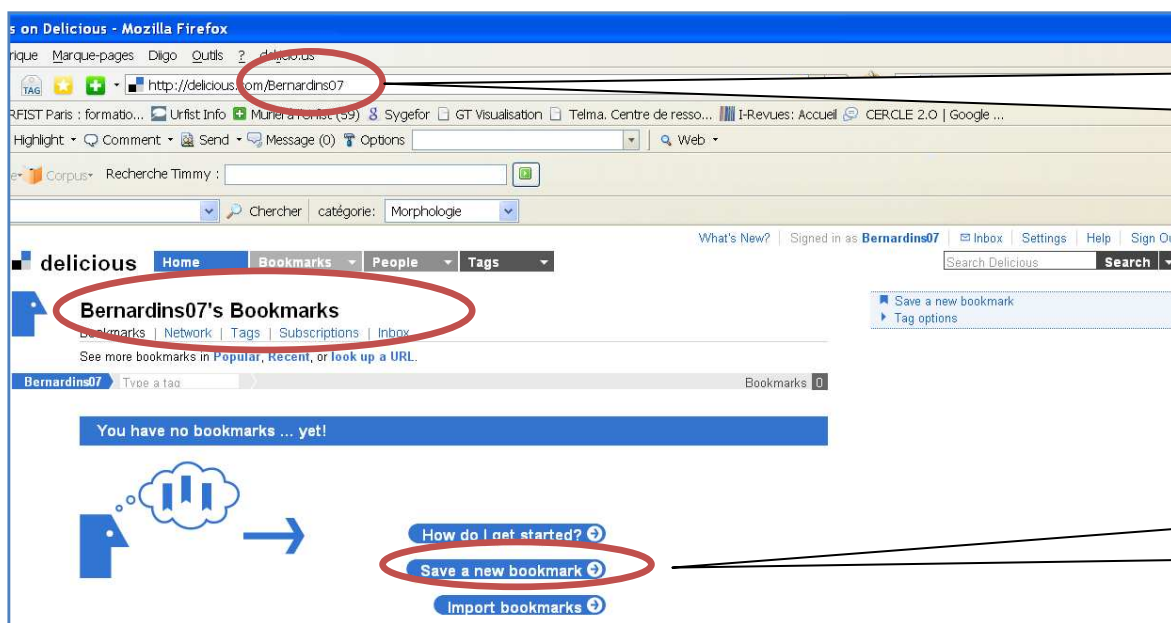 s on Delicious - Mozilla Firefox
rique Marque-pages Diigo Outils ? del.icio.us
TAG http://delicious.com/Bernardins07
RFIST Paris : formatio... Urfist Info (59) Sygefor GT Visualisation Telma. Centre de resso... I-Revues: Accueil CERCLE 2.0 | Google ...
Highlight Comment Send Message (0) Options Web
e Corpus Recherche Timmy :
Chercher catégorie: Morphologie
What's New? Signed in as Bernardins07 Inbox Settings Help Sign Ou
delicious Home Bookmarks People Tags Search Delicious Search
Bernardins07's Bookmarks
Save a new bookmark
Bookmarks | Network | Tags | Subscriptions | Inbox
Tag options
See more bookmarks in Popular, Recent, or look up a URL.
Bernardins07 Type a tag Bookmarks 0
You have no bookmarks ... yet!
How do I get started?
Save a new bookmark
Import bookmarks